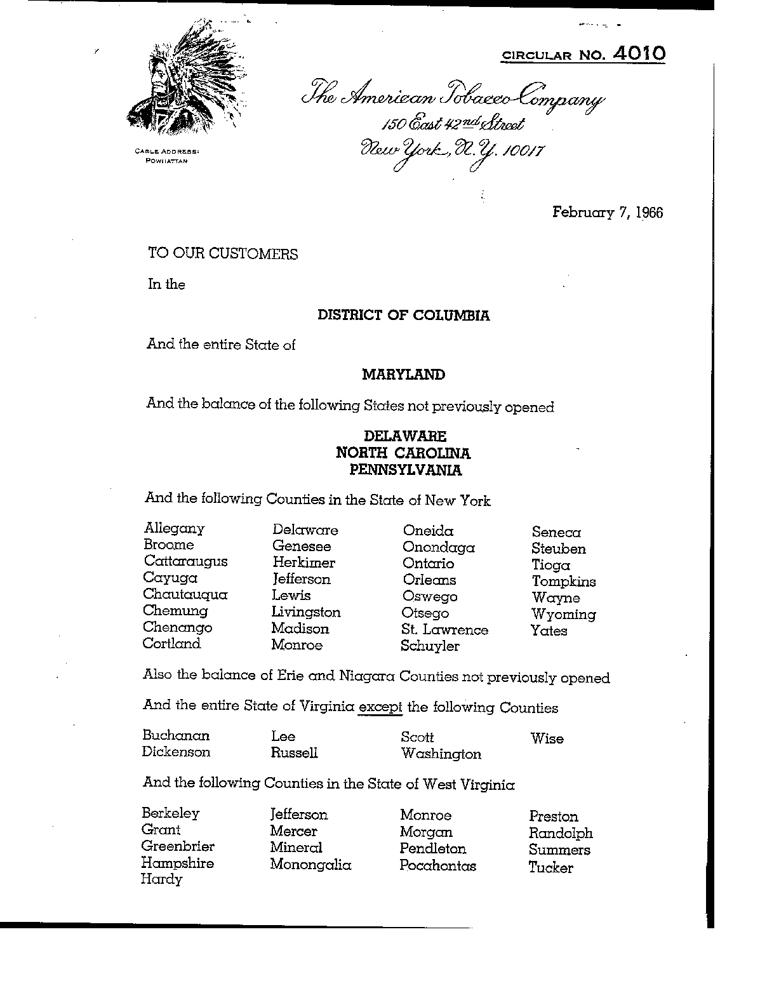 CIRCULAR NO. 4010
The American Tobacco Company
150 East 42nd Street
New York, N.Y. 10017
CABLE ADDRESS:
POWHATTAN
February 7, 1966
TO OUR CUSTOMERS
In the
DISTRICT OF COLUMBIA
And the entire State of
MARYLAND
And the balance of the following States not previously opened
DELAWARE
NORTH CAROLINA
PENNSYLVANIA
And the following Counties in the State of New York
Allegany Delaware Oneida Seneca
Broome Genesee Onondaga Steuben
Cattaraugus Herkimer Ontario Tioga
Cayuga Jefferson Orleans Tompkins
Chautauqua Lewis Oswego Wayne
Chemung Livingston Otsego Wyoming
Chenango Madison St. Lawrence Yates
Cortland Monroe Schuyler
Also the balance of Erie and Niagara Counties not previously opened
And the entire State of Virginia except the following Counties
Buchanan Lee Scott Wise
Dickenson Russell Washington
And the following Counties in the State of West Virginia
Berkeley Jefferson Monroe Preston
Grant Mercer Morgan Randolph
Greenbrier Mineral Pendleton Summers
Hampshire Monongalia Pocahontas Tucker
Hardy